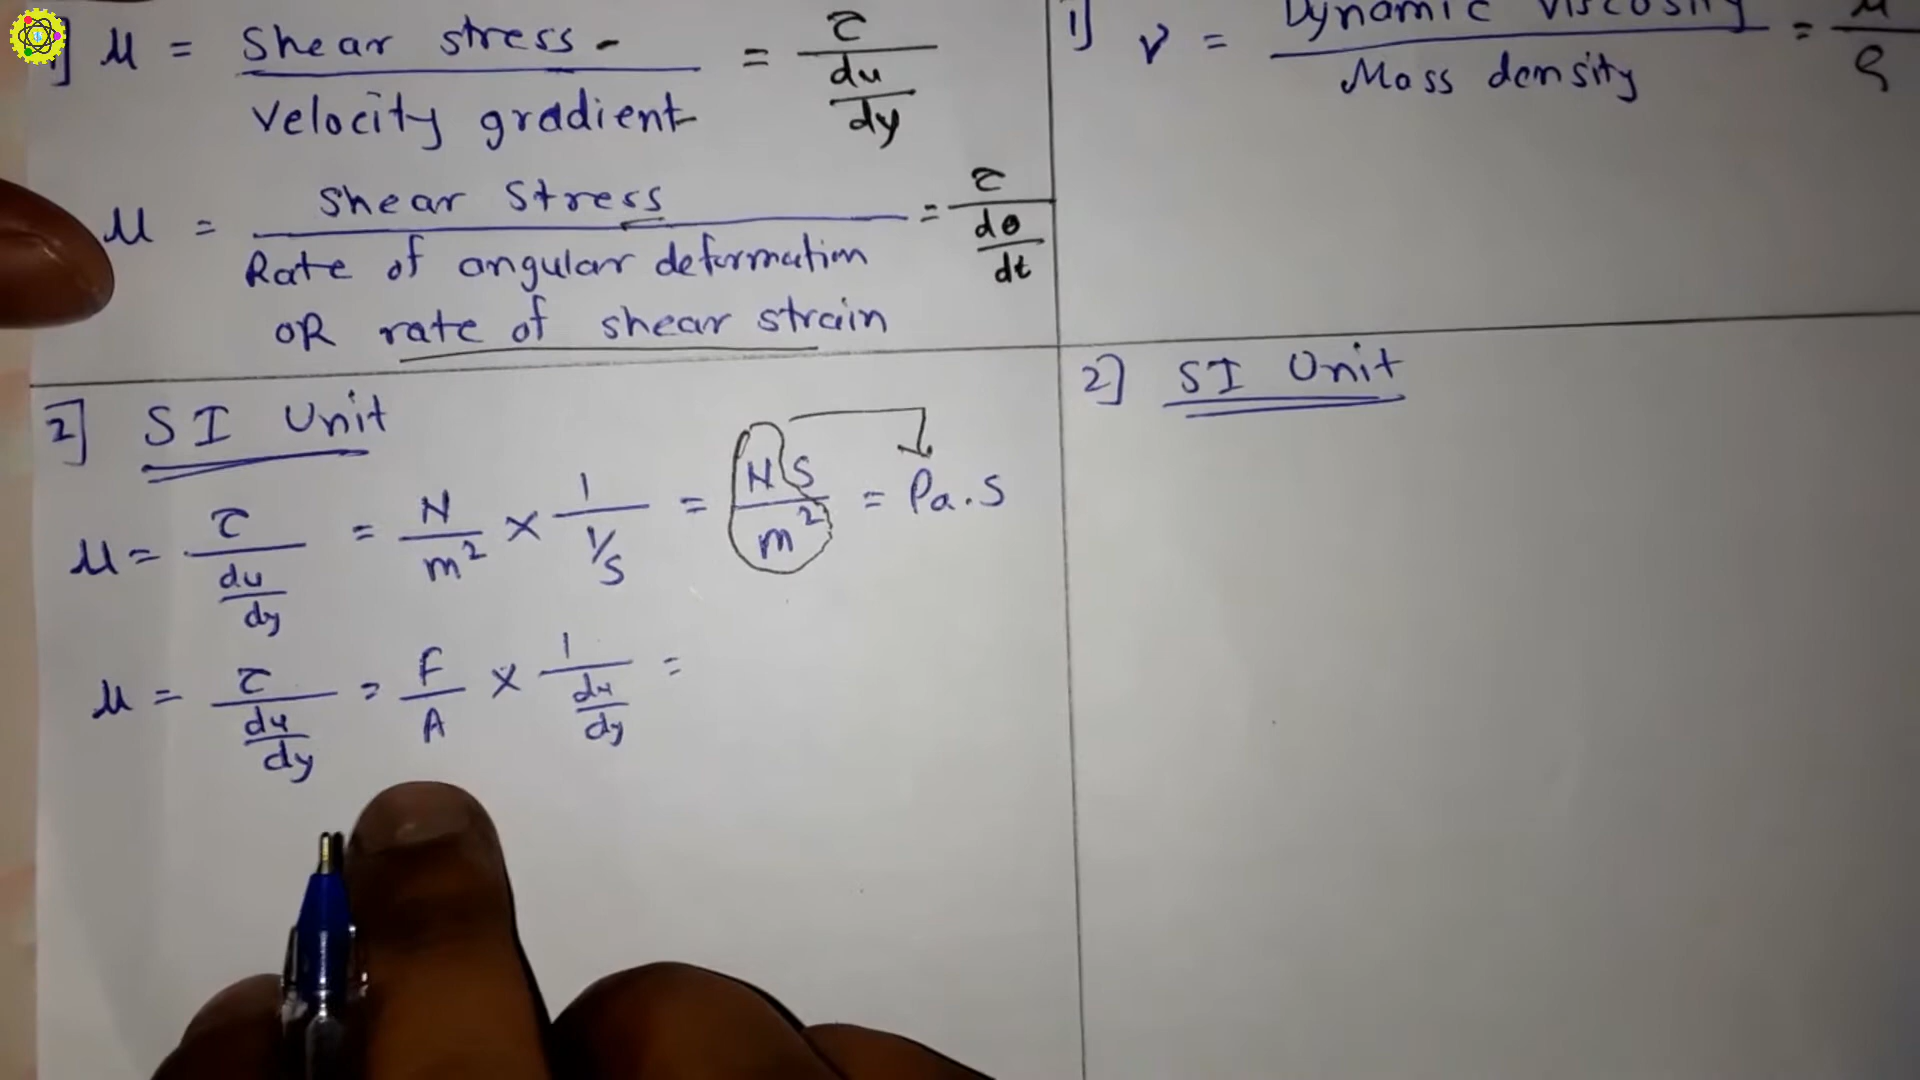 1] μ = Shear stress / Velocity gradient = τ / (du/dy)
μ = Shear Stress / Rate of angular deformation OR rate of shear strain = τ / (dθ/dt)
2] SI Unit
μ = τ / (du/dy) = N/m² × 1/(1/s) = NS/m² = Pa.S
μ = τ / (du/dy) = F/A × 1/(du/dy) =
1] ν = Dynamic Viscosity / Mass density = μ/ρ
2] SI Unit